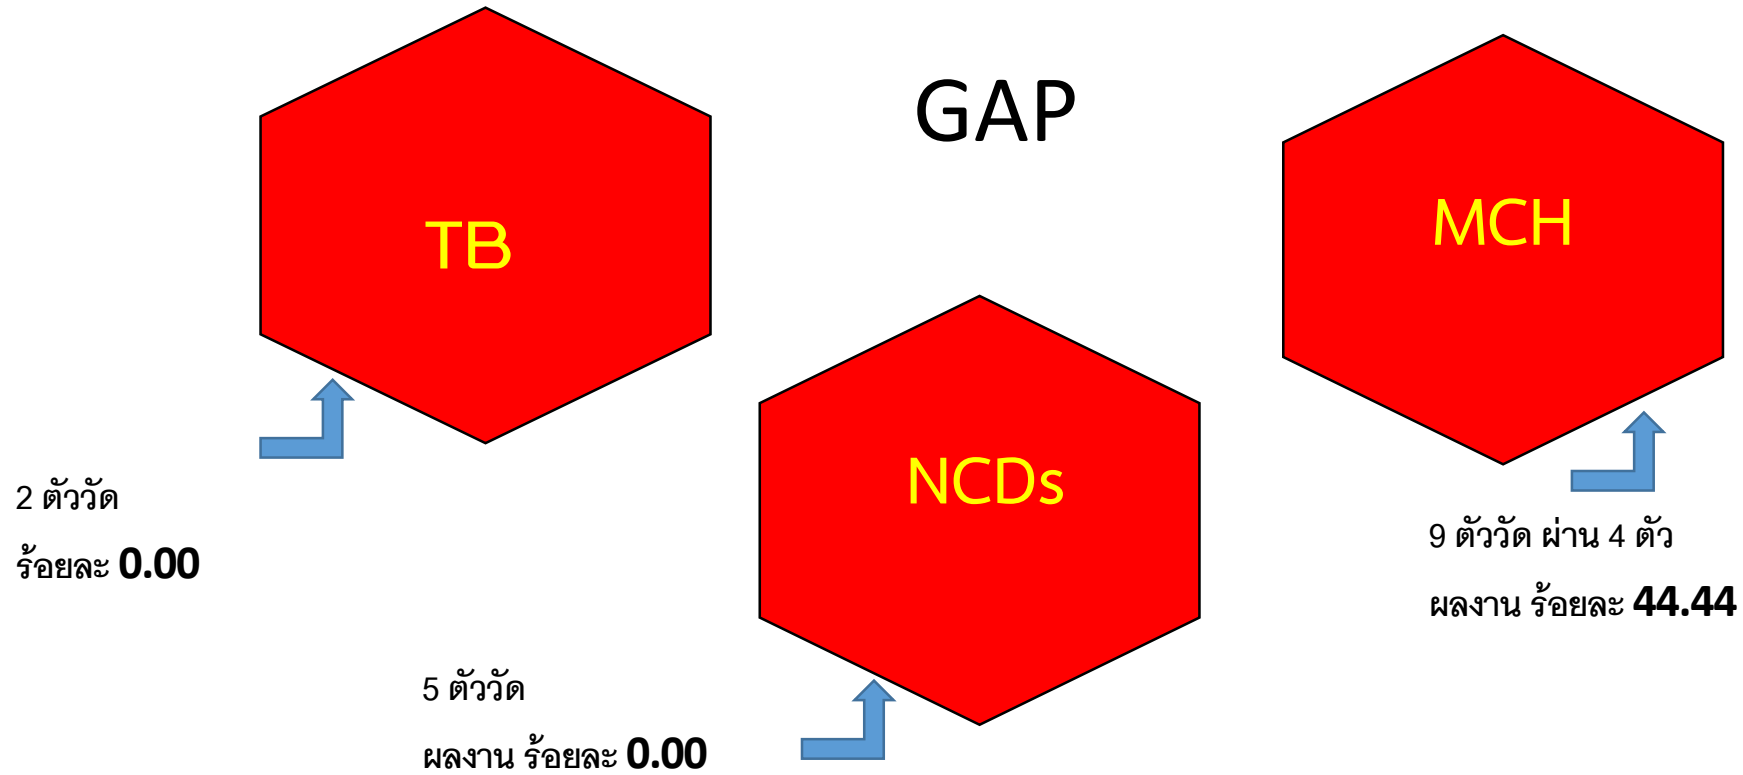 GAP
TB
2 ตัววัด
ร้อยละ 0.00
NCDs
5 ตัววัด
ผลงาน ร้อยละ 0.00
MCH
9 ตัววัด ผ่าน 4 ตัว
ผลงาน ร้อยละ 44.44